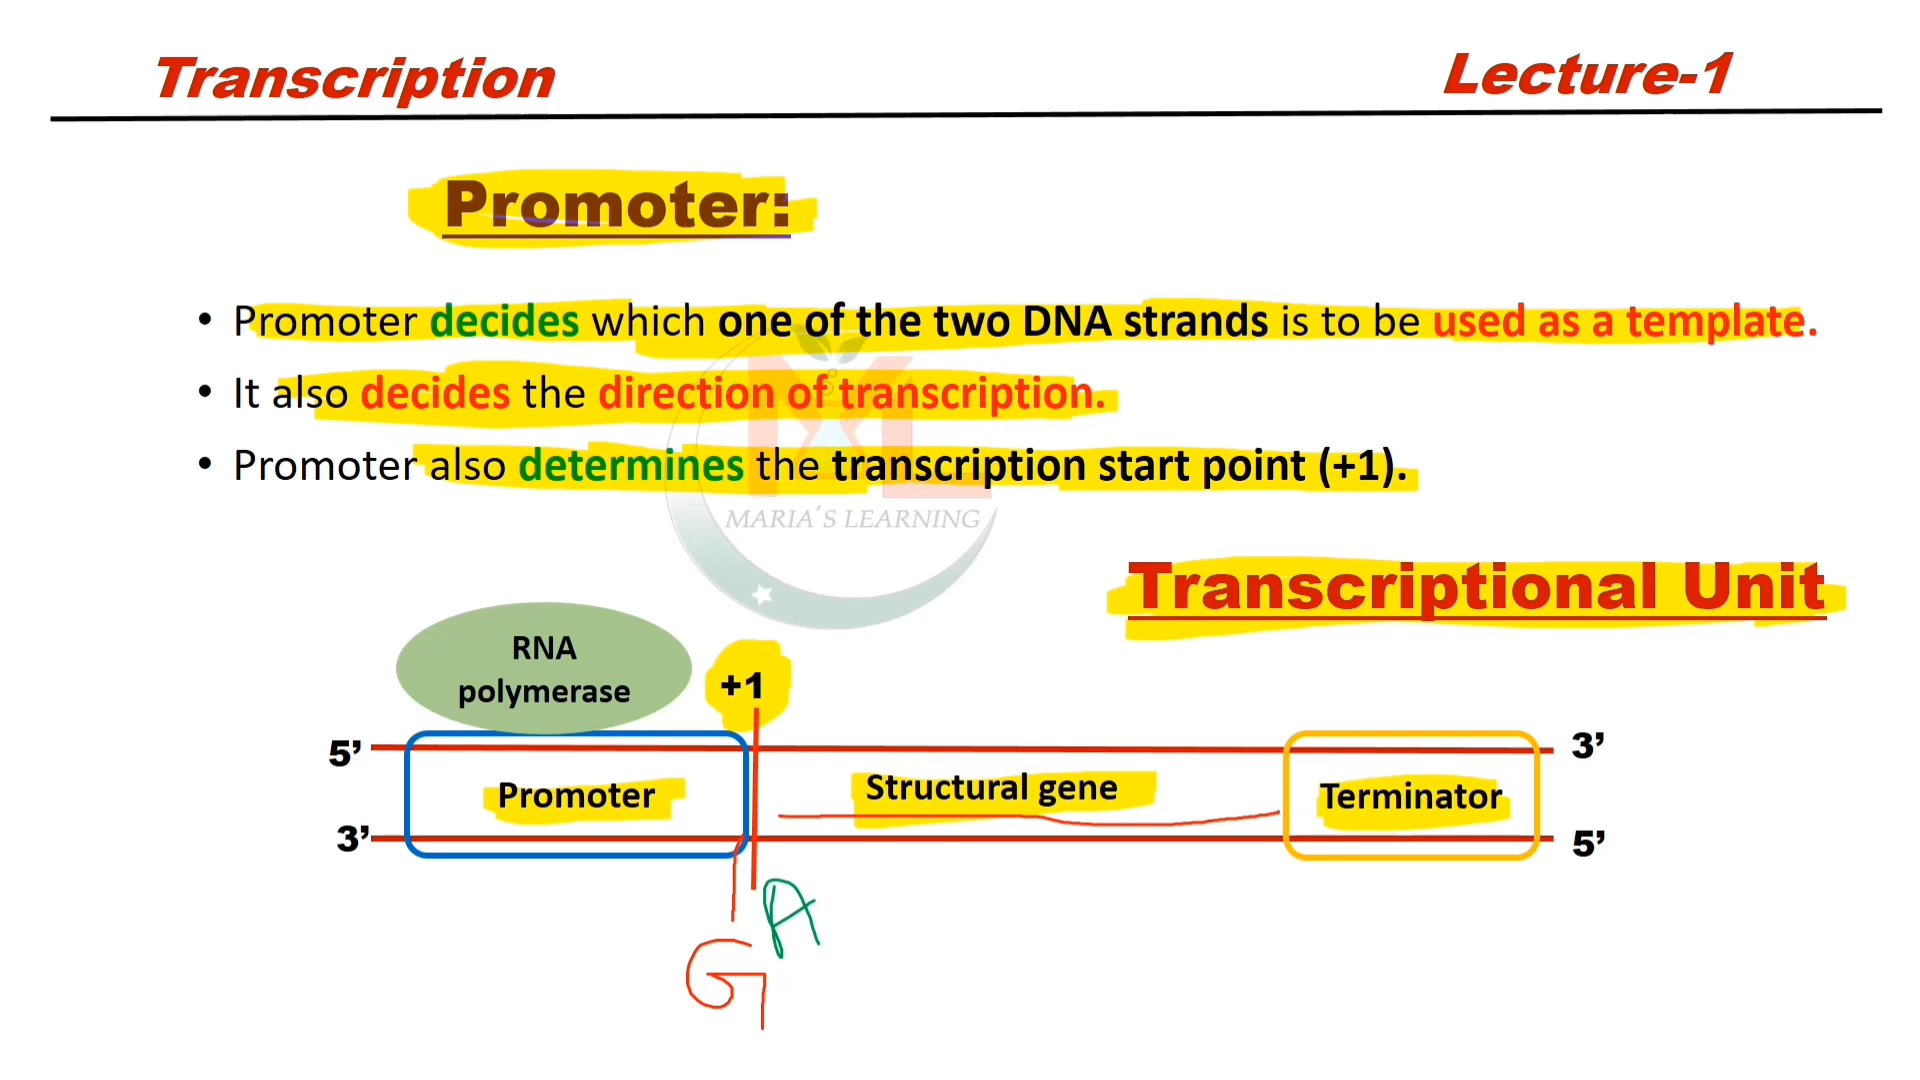 Transcription
Lecture-1
Promoter:
• Promoter decides which one of the two DNA strands is to be used as a template.
• It also decides the direction of transcription.
• Promoter also determines the transcription start point (+1).
MARIA'S LEARNING
Transcriptional Unit
RNA
polymerase
+1
5’
3’
Promoter
Structural gene
Terminator
3’
5’
A
G